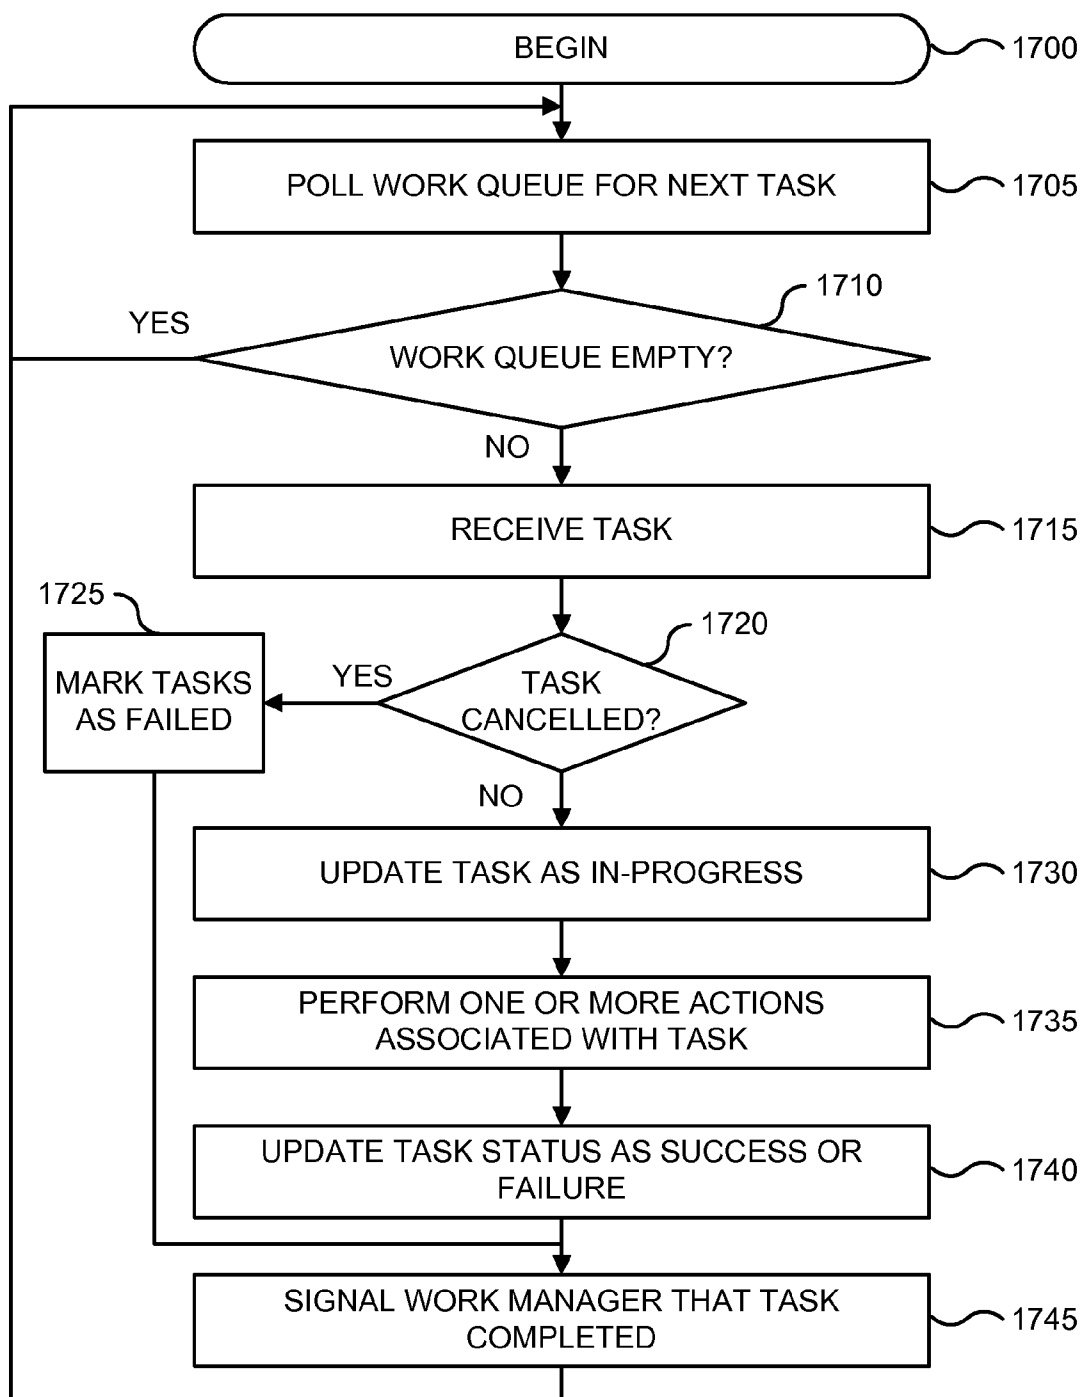 BEGIN
1700
POLL WORK QUEUE FOR NEXT TASK
1705
1710
YES
WORK QUEUE EMPTY?
NO
RECEIVE TASK
1715
1725
1720
MARK TASKS
AS FAILED
YES
TASK
CANCELLED?
NO
UPDATE TASK AS IN-PROGRESS
1730
PERFORM ONE OR MORE ACTIONS
ASSOCIATED WITH TASK
1735
UPDATE TASK STATUS AS SUCCESS OR
FAILURE
1740
SIGNAL WORK MANAGER THAT TASK
COMPLETED
1745